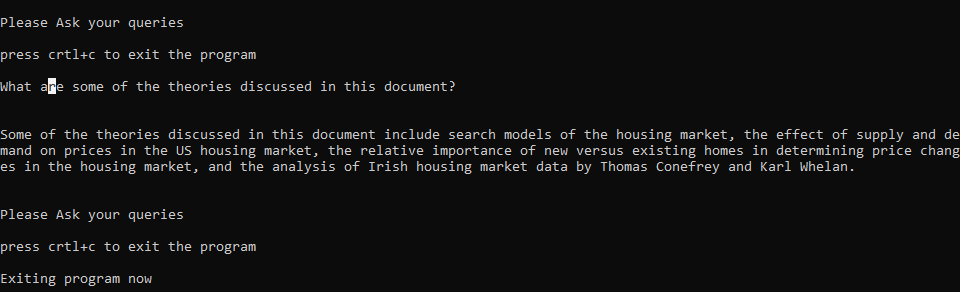 Please Ask your queries
press crtl+c to exit the program
What are some of the theories discussed in this document?
Some of the theories discussed in this document include search models of the housing market, the effect of supply and de
mand on prices in the US housing market, the relative importance of new versus existing homes in determining price chang
es in the housing market, and the analysis of Irish housing market data by Thomas Conefrey and Karl Whelan.
Please Ask your queries
press crtl+c to exit the program
Exiting program now